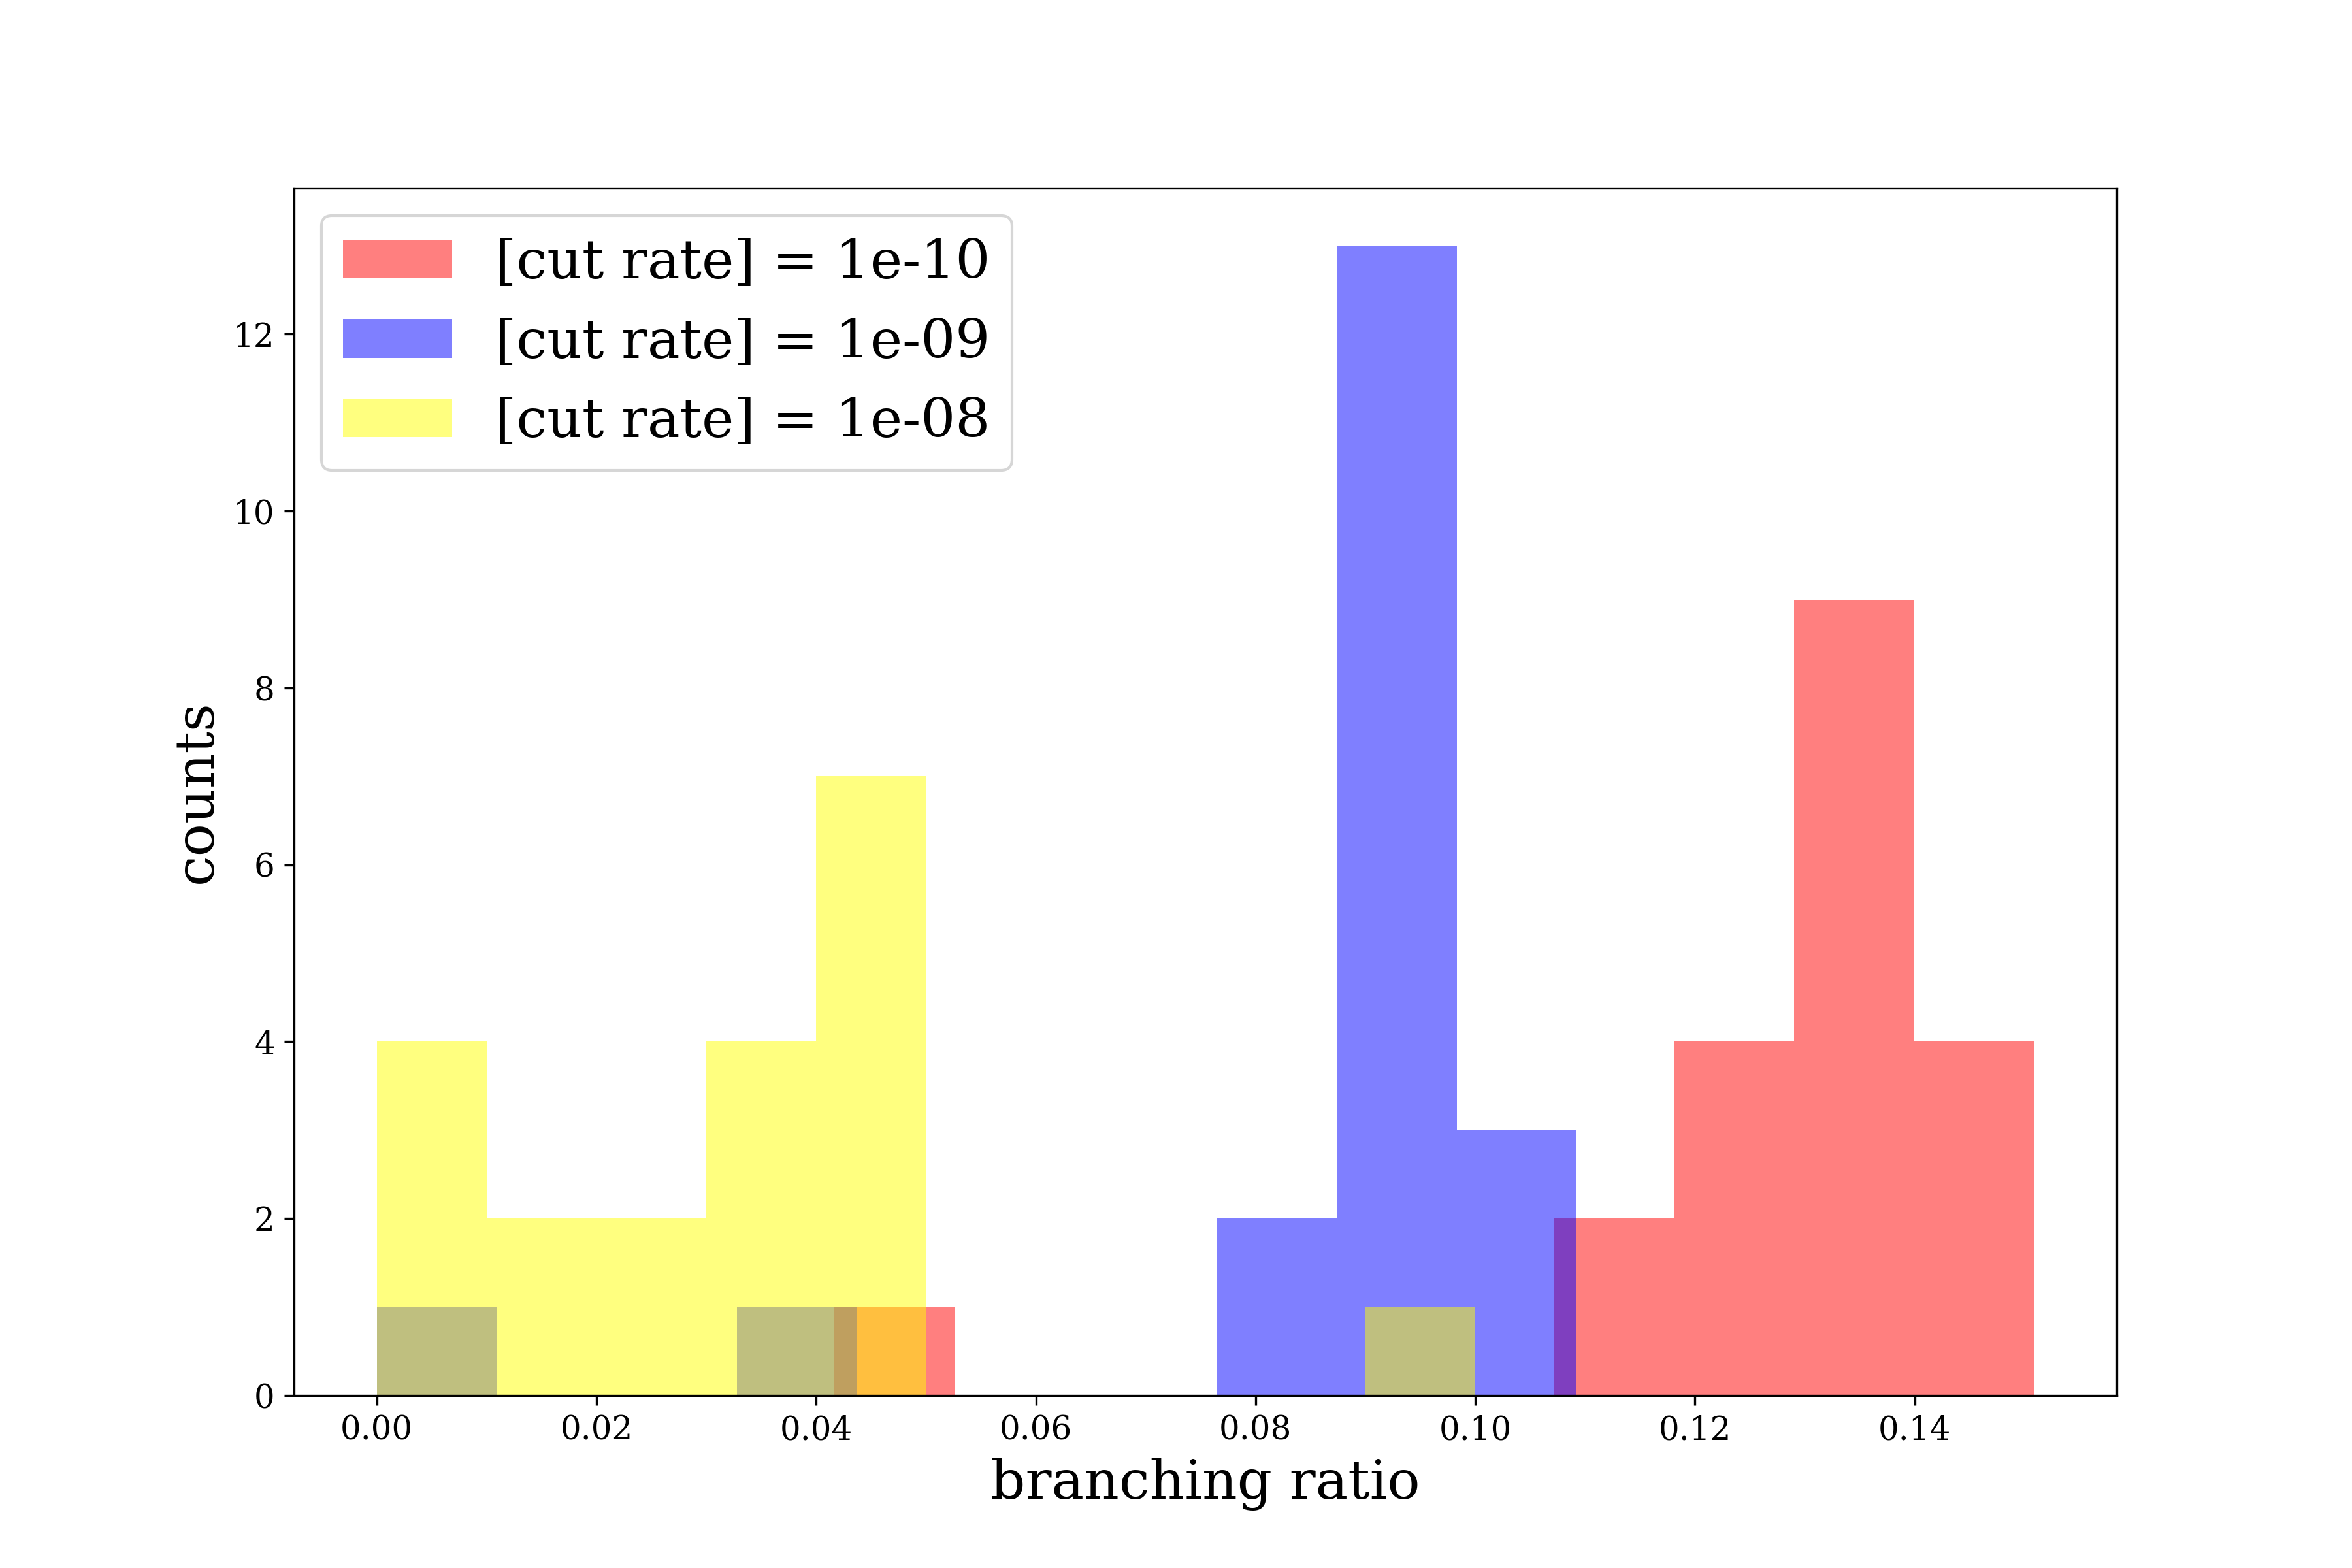 [cut rate] = 1e-10
[cut rate] = 1e-09
[cut rate] = 1e-08
counts
12
10
8
6
4
2
0
0.00 0.02 0.04 0.06 0.08 0.10 0.12 0.14
branching ratio